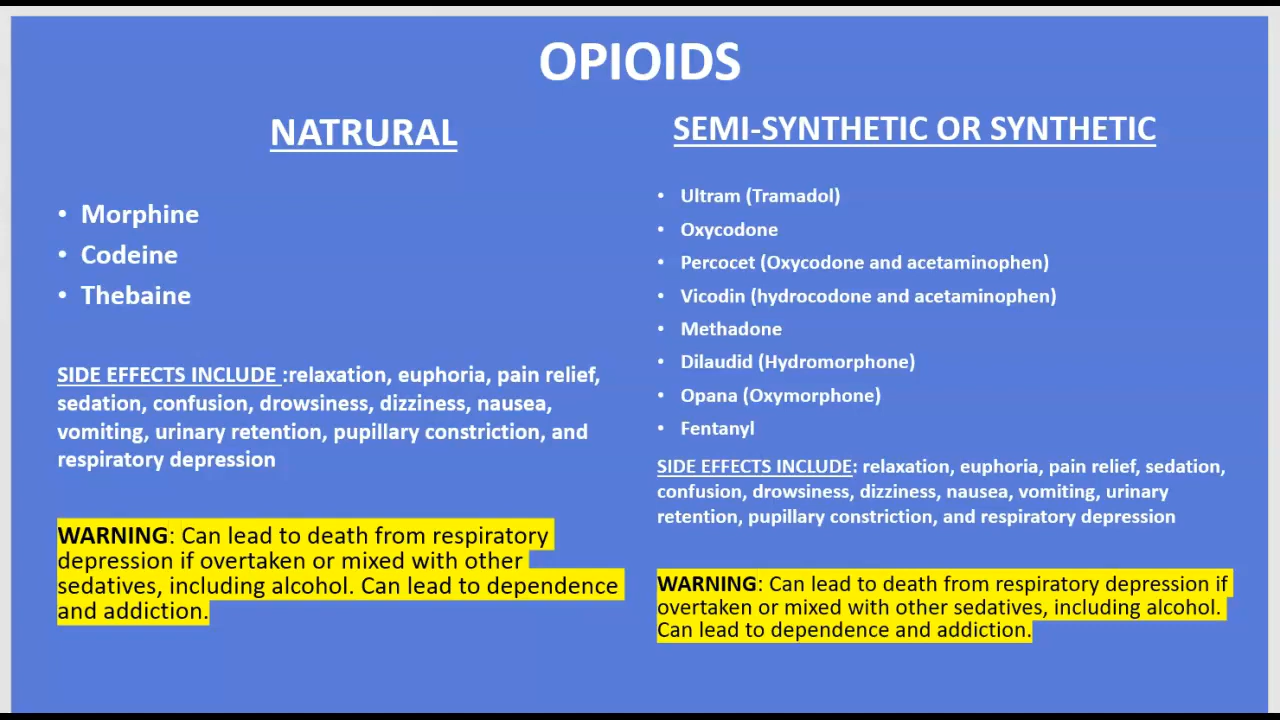 OPIOIDS
NATRURAL
• Morphine
• Codeine
• Thebaine
SIDE EFFECTS INCLUDE :relaxation, euphoria, pain relief,
sedation, confusion, drowsiness, dizziness, nausea,
vomiting, urinary retention, pupillary constriction, and
respiratory depression
WARNING: Can lead to death from respiratory
depression if overtaken or mixed with other
sedatives, including alcohol. Can lead to dependence
and addiction.
SEMI-SYNTHETIC OR SYNTHETIC
• Ultram (Tramadol)
• Oxycodone
• Percocet (Oxycodone and acetaminophen)
• Vicodin (hydrocodone and acetaminophen)
• Methadone
• Dilaudid (Hydromorphone)
• Opana (Oxymorphone)
• Fentanyl
SIDE EFFECTS INCLUDE: relaxation, euphoria, pain relief, sedation,
confusion, drowsiness, dizziness, nausea, vomiting, urinary
retention, pupillary constriction, and respiratory depression
WARNING: Can lead to death from respiratory depression if
overtaken or mixed with other sedatives, including alcohol.
Can lead to dependence and addiction.